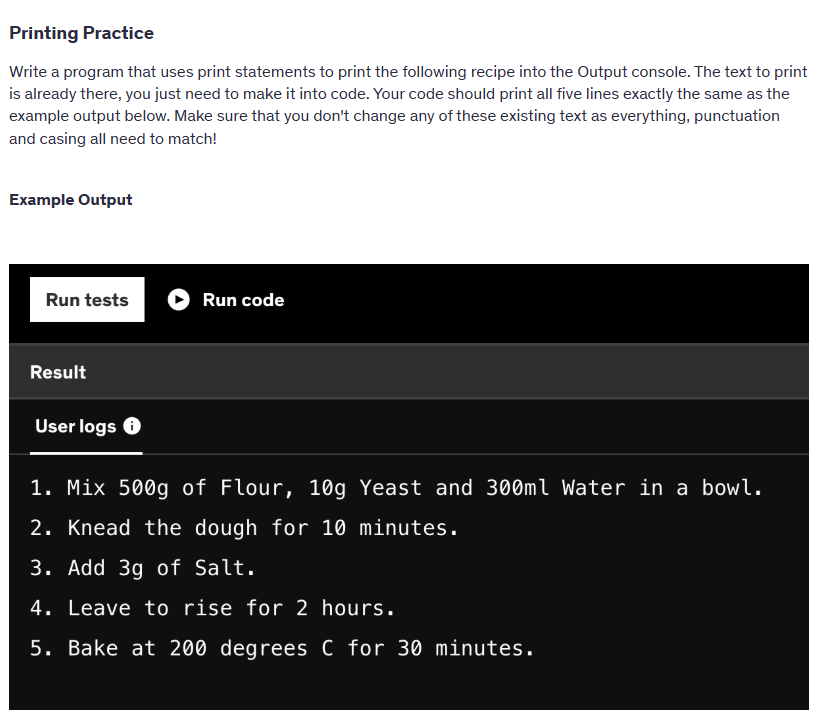 Printing Practice
Write a program that uses print statements to print the following recipe into the Output console. The text to print
is already there, you just need to make it into code. Your code should print all five lines exactly the same as the
example output below. Make sure that you don't change any of these existing text as everything, punctuation
and casing all need to match!
Example Output
Run tests Run code
Result
User logs i
1. Mix 500g of Flour, 10g Yeast and 300ml Water in a bowl.
2. Knead the dough for 10 minutes.
3. Add 3g of Salt.
4. Leave to rise for 2 hours.
5. Bake at 200 degrees C for 30 minutes.